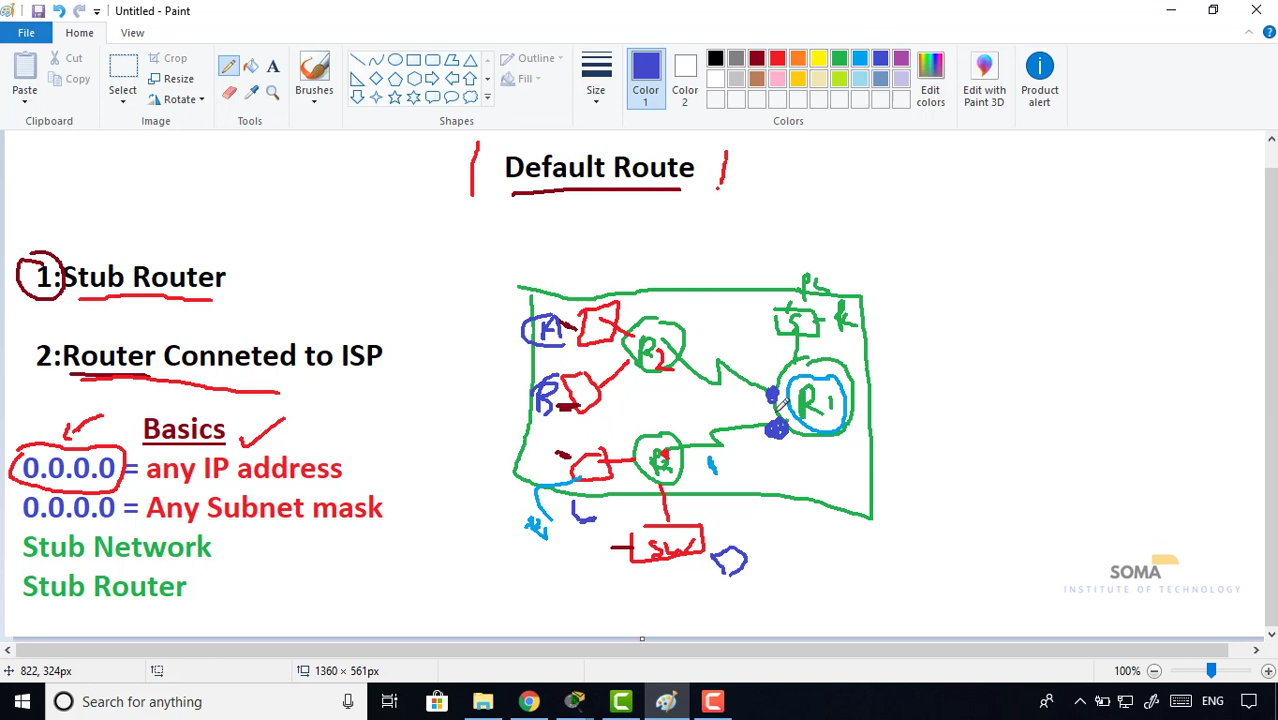 Untitled - Paint
File
Home
View
Paste
Cut
Copy
Clipboard
Select
Crop
Resize
Rotate
Image
A
Tools
Brushes
Outline
Fill
Shapes
Size
Color 1
Color 2
Edit colors
Colors
Edit with Paint 3D
Product alert
Default Route
1:Stub Router
2:Router Conneted to ISP
Basics
0.0.0.0 = any IP address
0.0.0.0 = Any Subnet mask
Stub Network
Stub Router
R2
R1
S
SW
SOMA
INSTITUTE OF TECHNOLOGY
822, 324px
1360 × 561px
100%
Search for anything
ENG